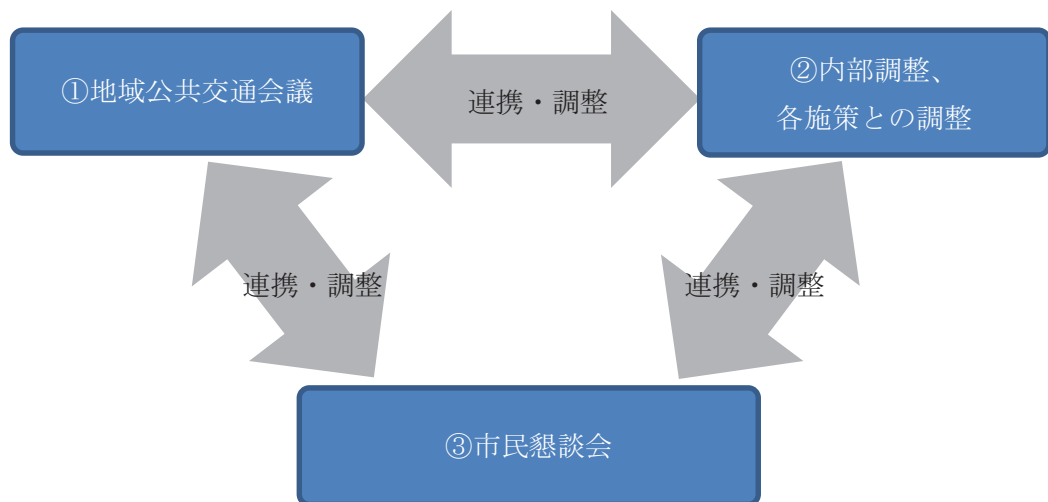 ①地域公共交通会議
連携・調整
②内部調整、
各施策との調整
連携・調整
連携・調整
③市民懇談会